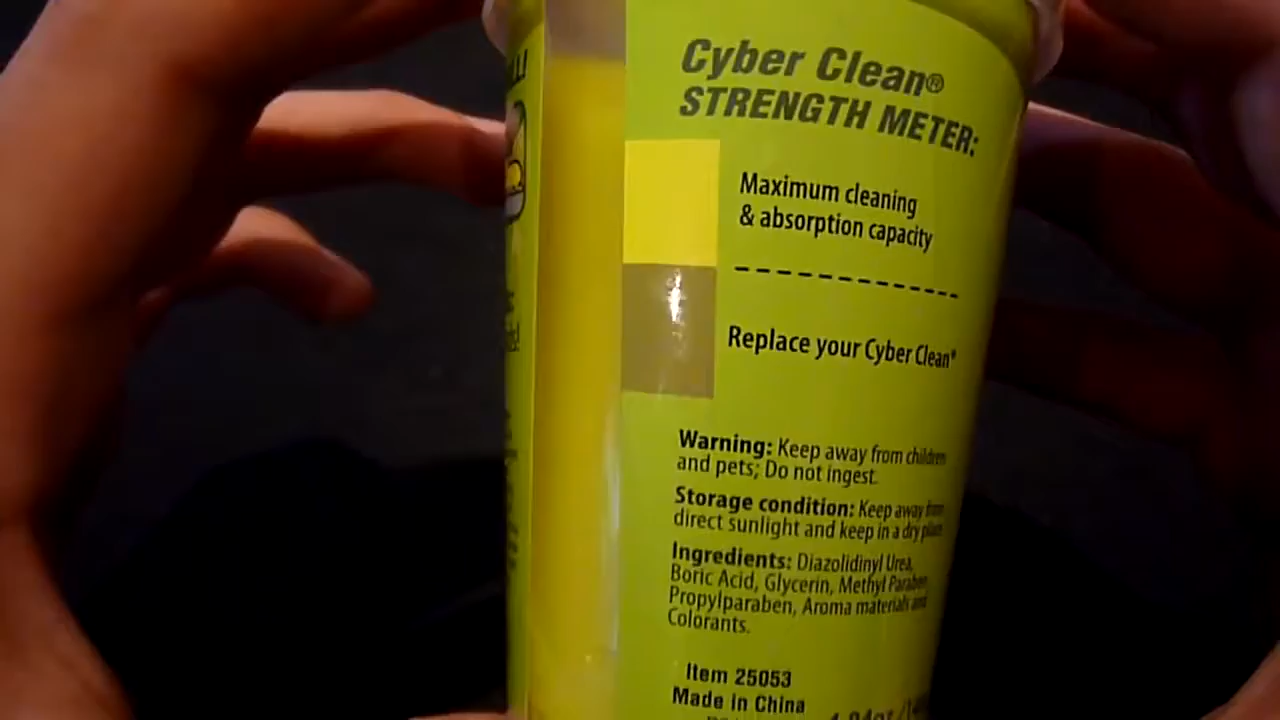 Cyber Clean®
STRENGTH METER:
Maximum cleaning
& absorption capacity
Replace your Cyber Clean*
Warning: Keep away from children
and pets; Do not ingest.
Storage condition: Keep away from
direct sunlight and keep in a dry place.
Ingredients: Diazolidinyl Urea,
Boric Acid, Glycerin, Methyl Paraben,
Propylparaben, Aroma materials and
Colorants.
Item 25053
Made in China